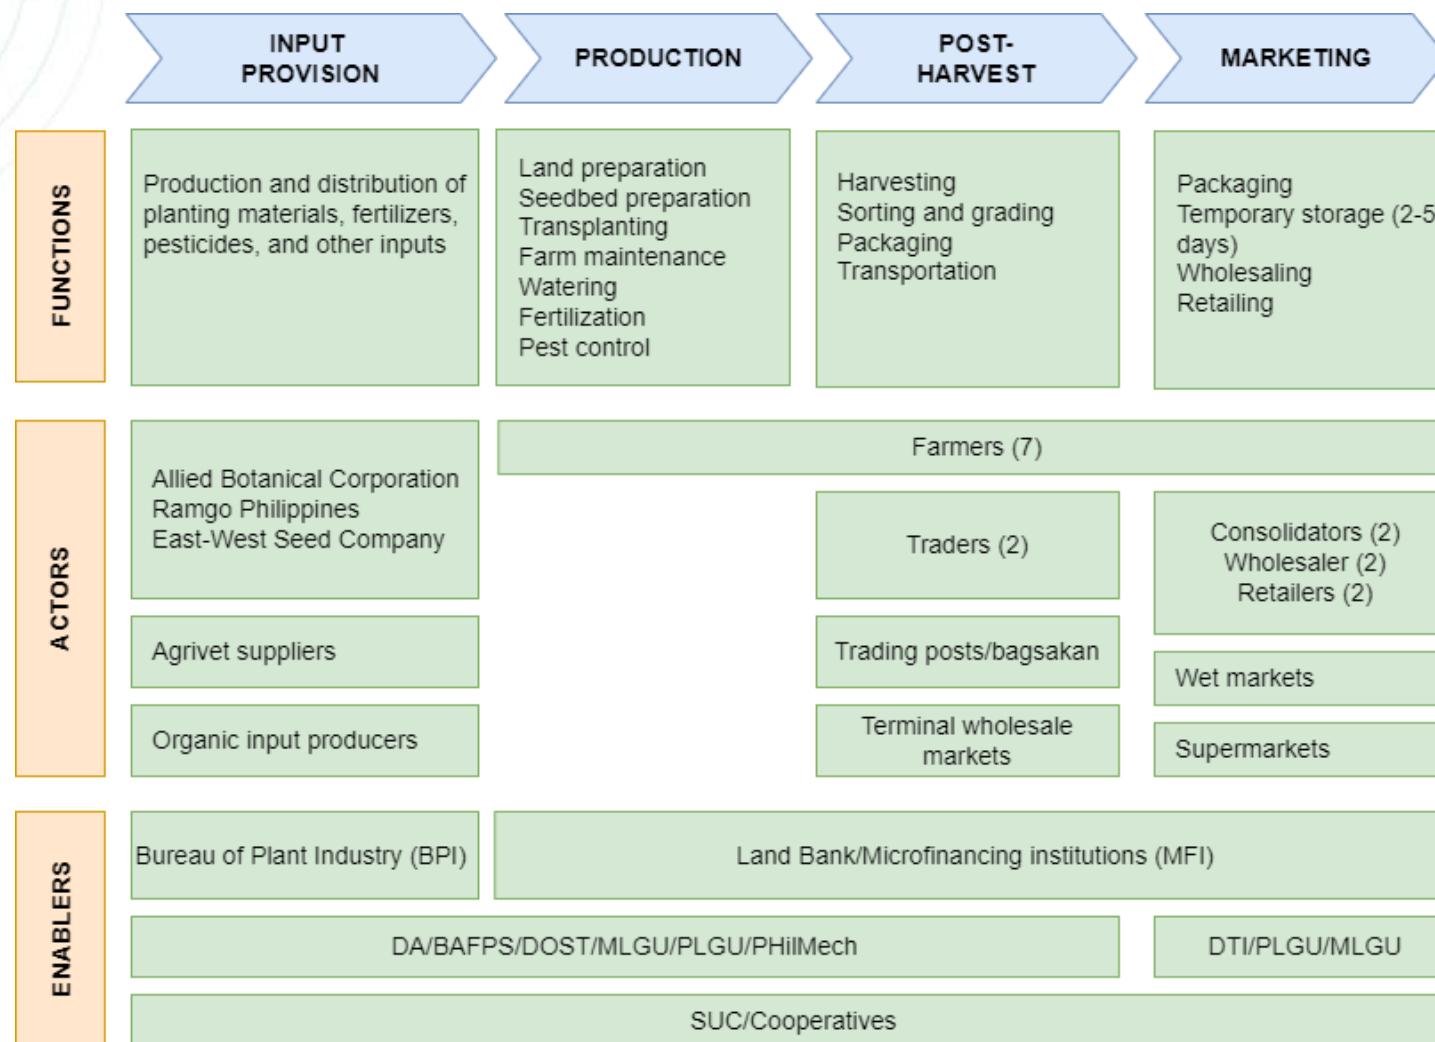 INPUT
PROVISION
PRODUCTION
POST-
HARVEST
MARKETING
FUNCTIONS
Production and distribution of
planting materials, fertilizers,
pesticides, and other inputs
Land preparation
Seedbed preparation
Transplanting
Farm maintenance
Watering
Fertilization
Pest control
Harvesting
Sorting and grading
Packaging
Transportation
Packaging
Temporary storage (2-5
days)
Wholesaling
Retailing
ACTORS
Allied Botanical Corporation
Ramgo Philippines
East-West Seed Company
Agrivet suppliers
Organic input producers
Farmers (7)
Traders (2)
Trading posts/bagsakan
Terminal wholesale
markets
Consolidators (2)
Wholesaler (2)
Retailers (2)
Wet markets
Supermarkets
ENABLERS
Bureau of Plant Industry (BPI)
Land Bank/Microfinancing institutions (MFI)
DA/BAFPS/DOST/MLGU/PLGU/PHilMech
DTI/PLGU/MLGU
SUC/Cooperatives